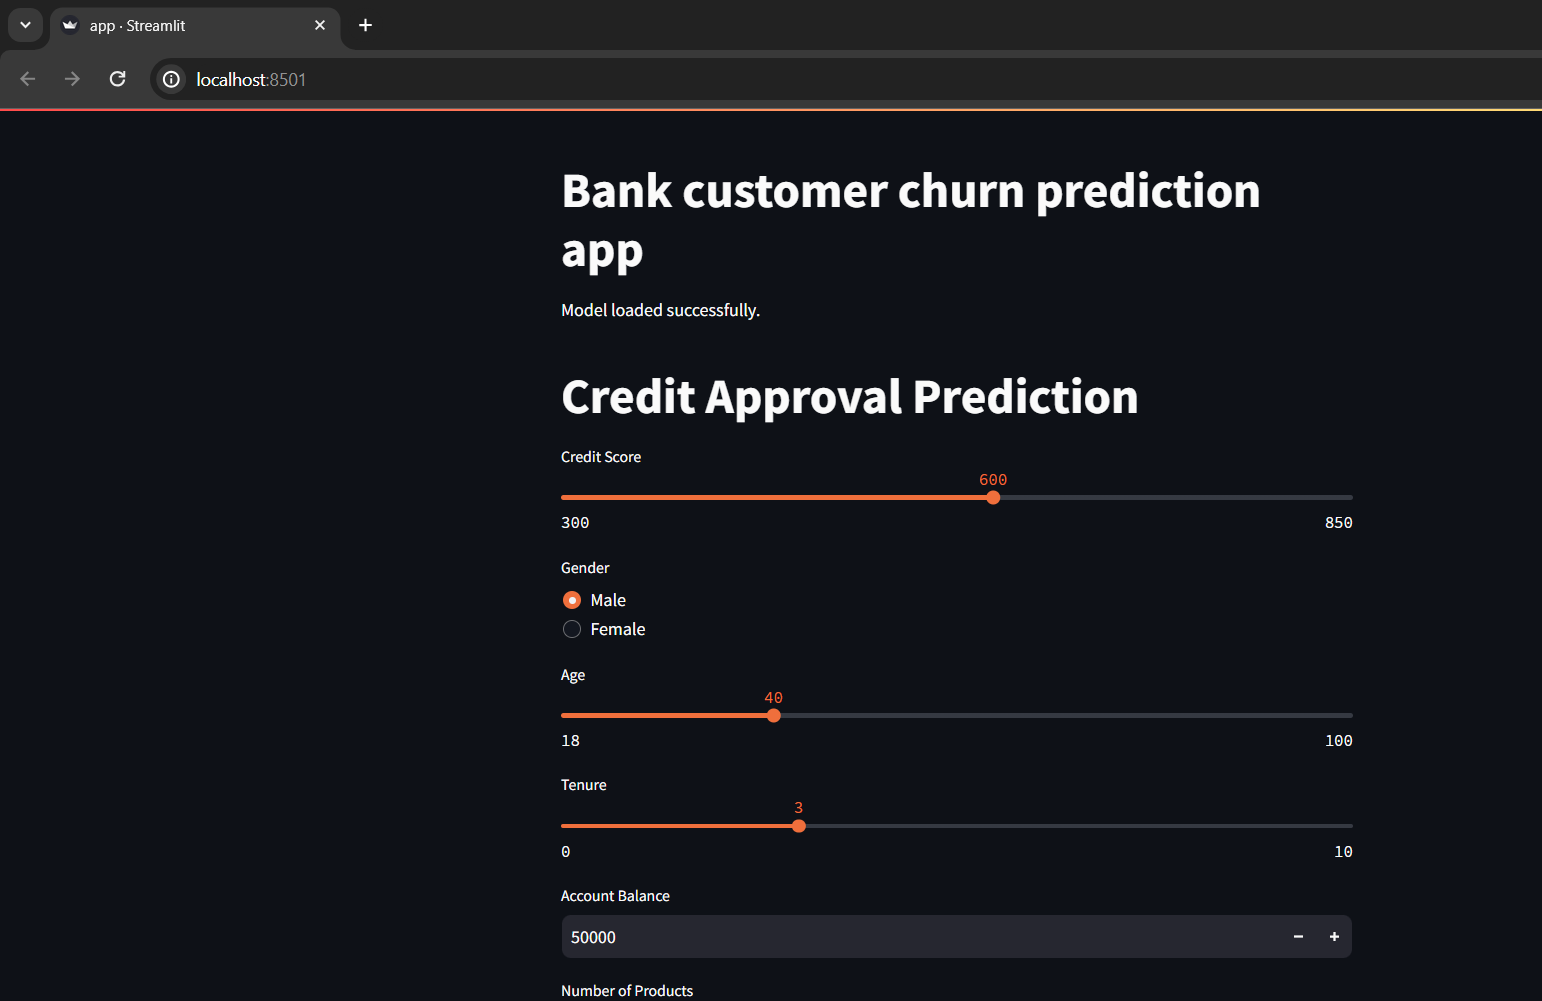 app · Streamlit
localhost:8501
Bank customer churn prediction
app
Model loaded successfully.
Credit Approval Prediction
Credit Score
600
300 850
Gender
Male
Female
Age
40
18 100
Tenure
3
0 10
Account Balance
50000
Number of Products